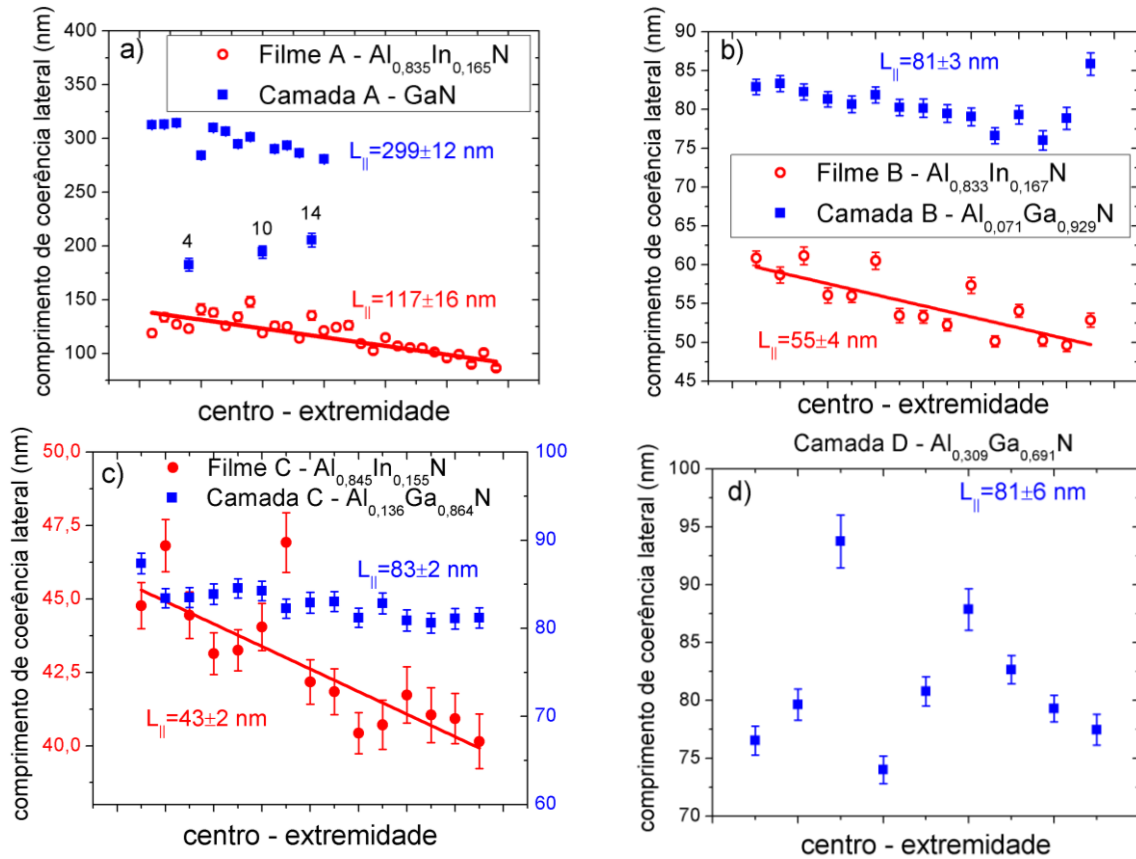 a)
Filme A - Al0,835In0,165N
Camada A - GaN
L||=299±12 nm
4
10
14
L||=117±16 nm
400
350
300
250
200
150
100
comprimento de coerência lateral (nm)
centro - extremidade
b)
L||=81±3 nm
Filme B - Al0,833In0,167N
Camada B - Al0,071Ga0,929N
L||=55±4 nm
90
85
80
75
70
65
60
55
50
45
comprimento de coerência lateral (nm)
centro - extremidade
c)
Filme C - Al0,845In0,155N
Camada C - Al0,136Ga0,864N
L||=83±2 nm
L||=43±2 nm
50,0
47,5
45,0
42,5
40,0
100
90
80
70
60
comprimento de coerência lateral (nm)
centro - extremidade
Camada D - Al0,309Ga0,691N
d)
L||=81±6 nm
100
95
90
85
80
75
70
comprimento de coerência lateral (nm)
centro - extremidade